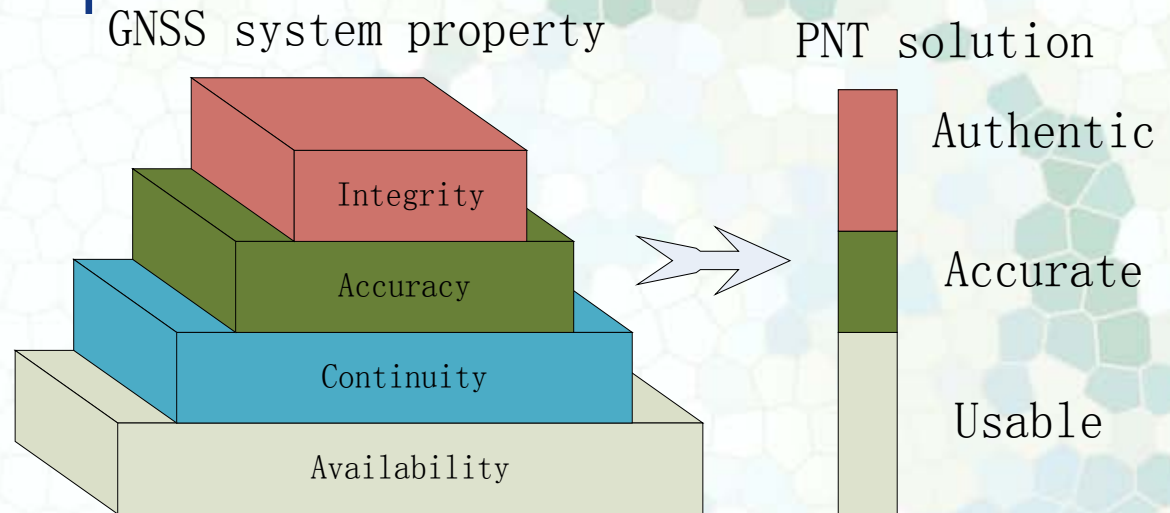 GNSS system property
PNT solution
Integrity
Accuracy
Continuity
Availability
Authentic
Accurate
Usable